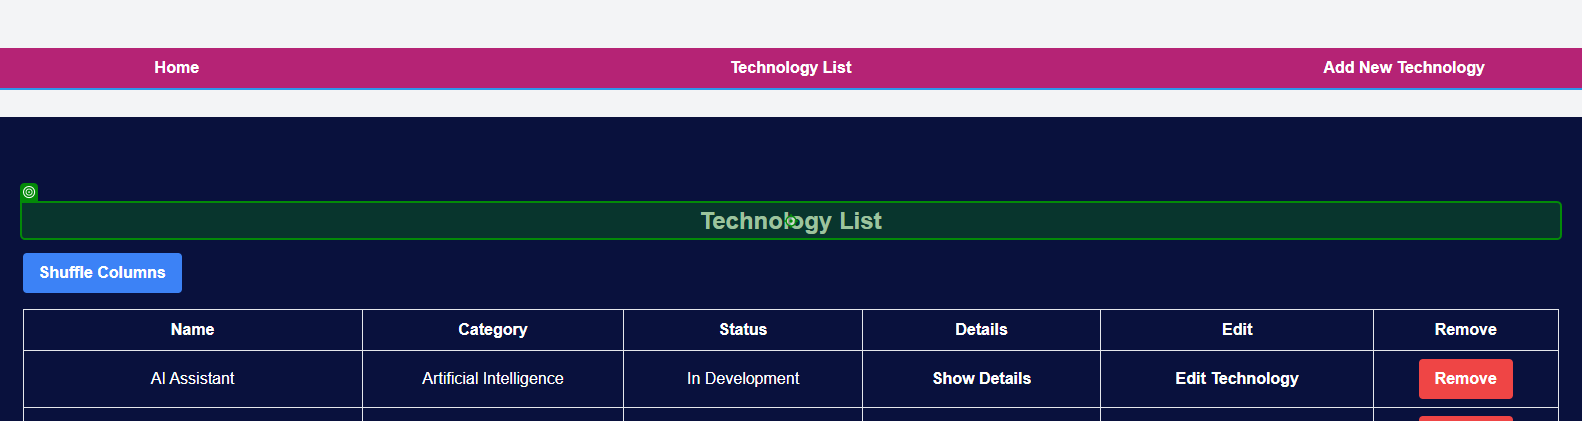 Home Technology List Add New Technology
Technology List
Shuffle Columns
Name Category Status Details Edit Remove
AI Assistant Artificial Intelligence In Development Show Details Edit Technology Remove